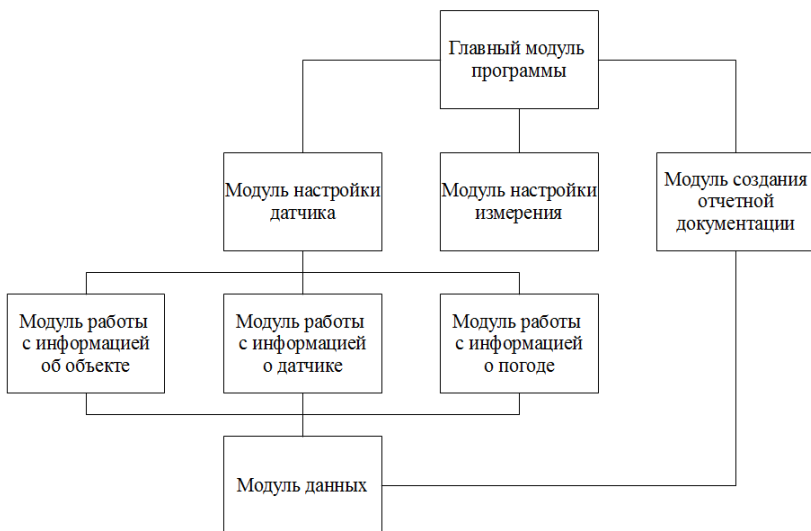 Главный модуль
программы
Модуль настройки
датчика
Модуль настройки
измерения
Модуль создания
отчетной
документации
Модуль работы
с информацией
об объекте
Модуль работы
с информацией
о датчике
Модуль работы
с информацией
о погоде
Модуль данных